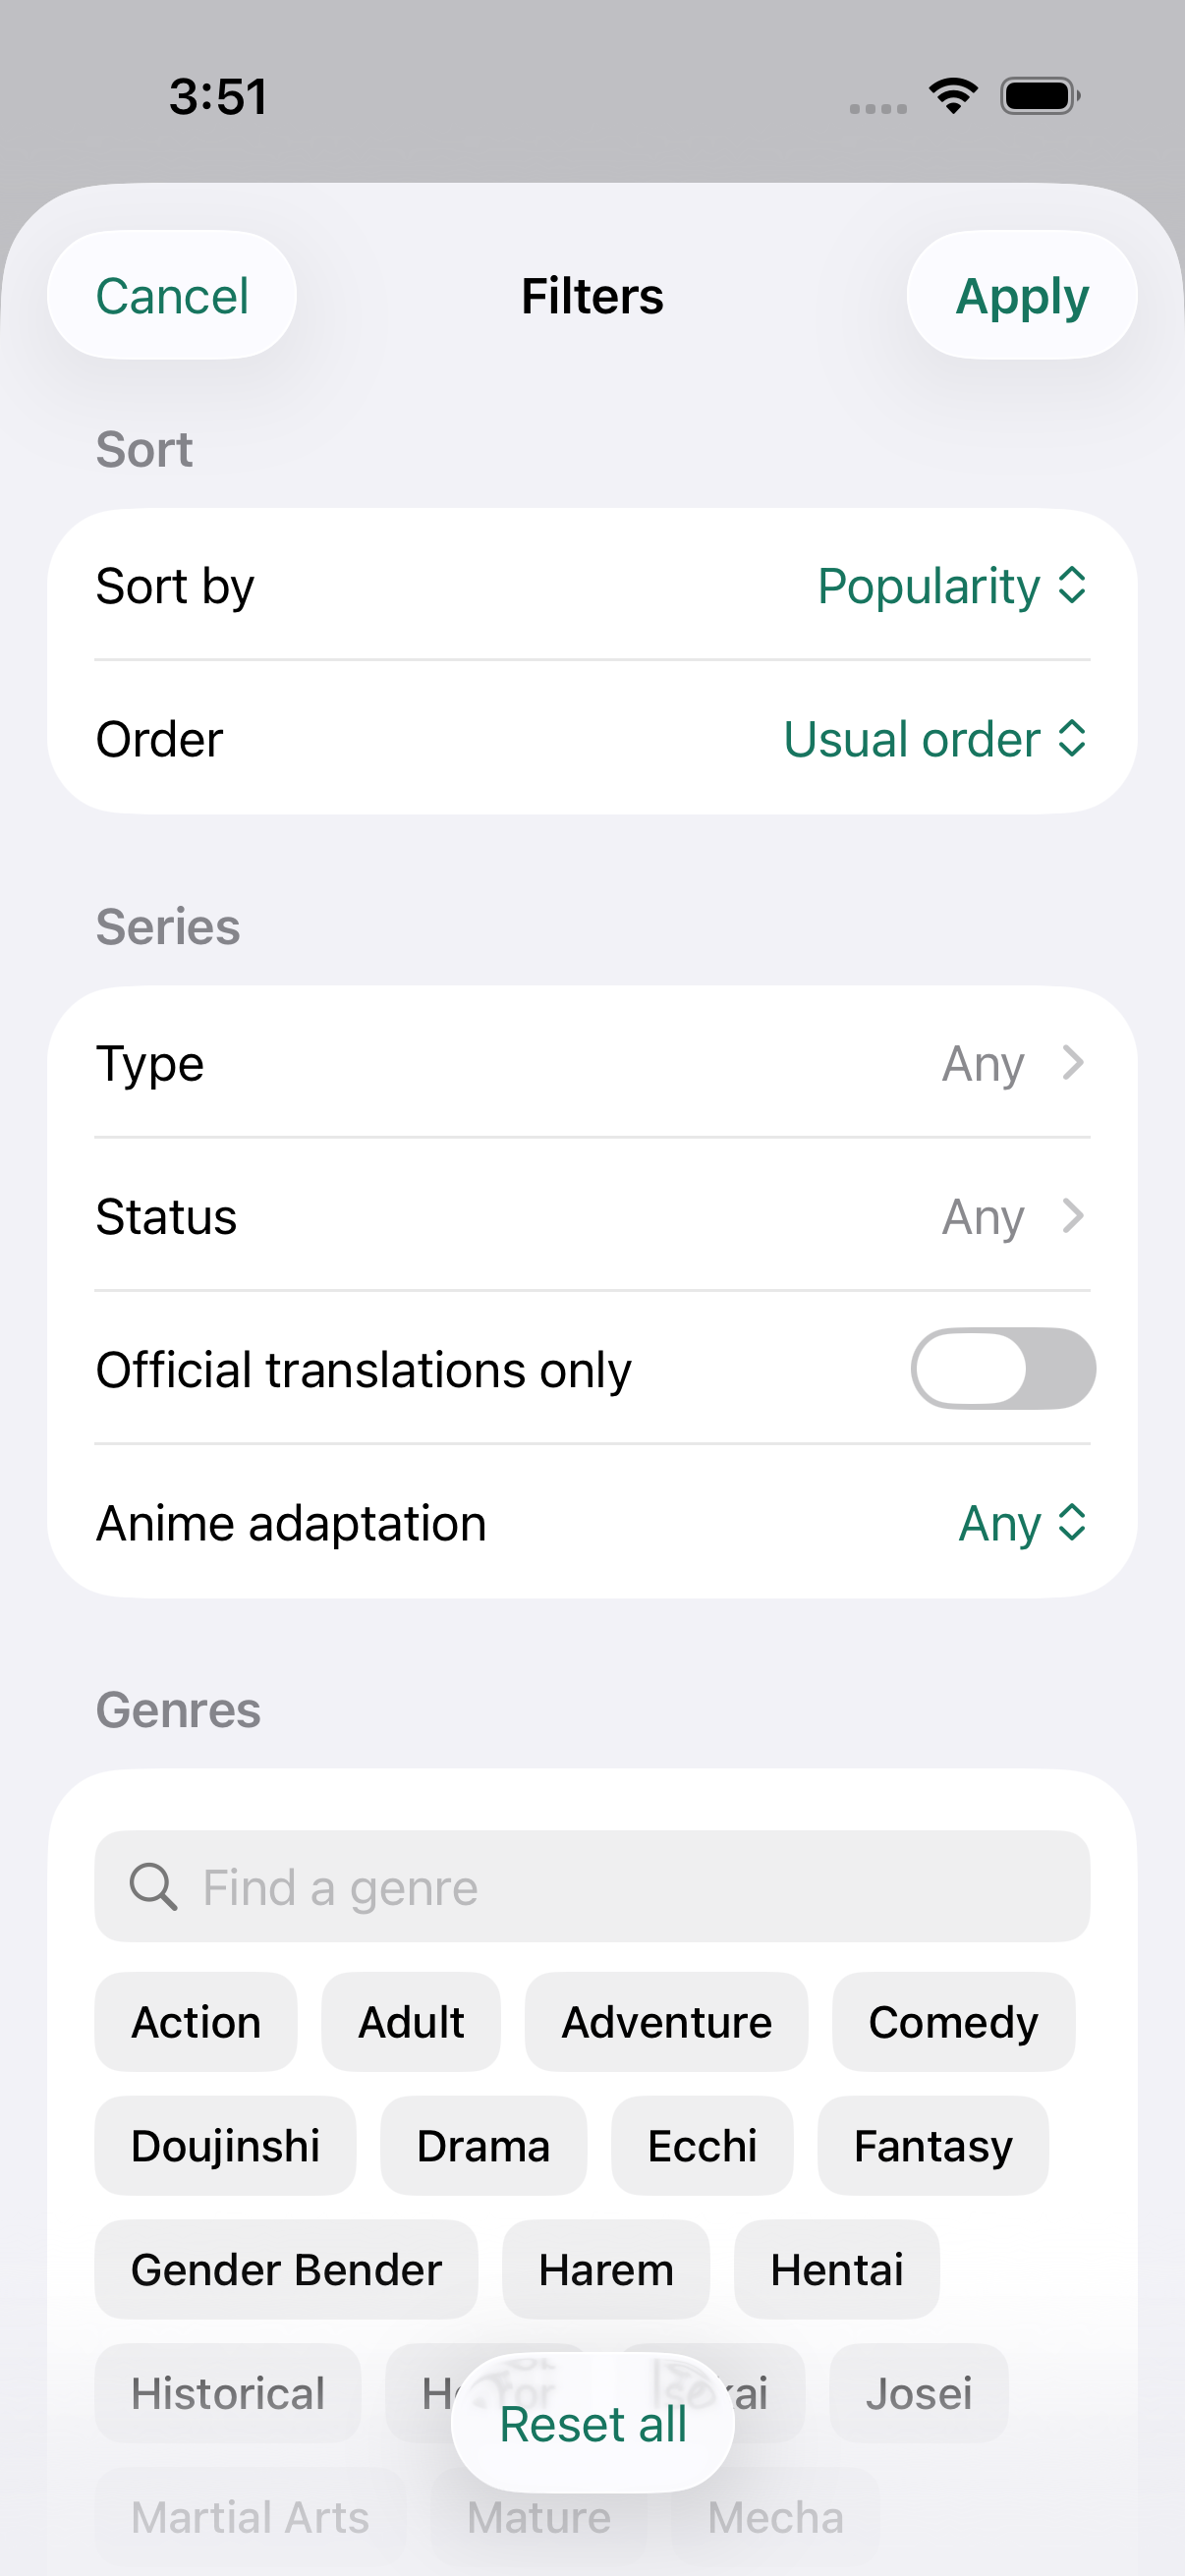 3:51
Cancel Filters Apply
Sort
Sort by Popularity
Order Usual order
Series
Type Any
Status Any
Official translations only
Anime adaptation Any
Genres
Find a genre
Action Adult Adventure Comedy
Doujinshi Drama Ecchi Fantasy
Gender Bender Harem Hentai
Historical Josei
Reset all
Martial Arts Mature Mecha